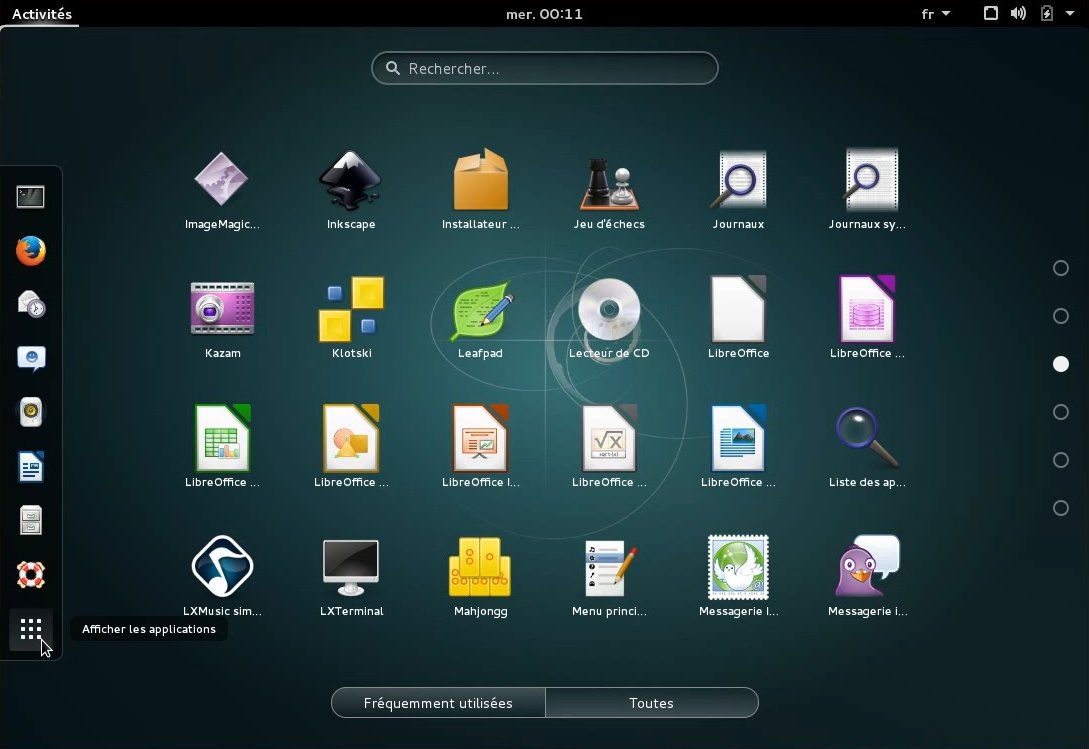 Activités
mer. 00:11
fr
Rechercher...
ImageMagic...
Inkscape
Installateur ...
Jeu d'échecs
Journaux
Journaux sy...
Kazam
Klotski
Leafpad
Lecteur de CD
LibreOffice
LibreOffice ...
LibreOffice ...
LibreOffice ...
LibreOffice I...
LibreOffice ...
LibreOffice ...
Liste des ap...
LXMusic sim...
LXTerminal
Mahjongg
Menu princi...
Messagerie I...
Messagerie i...
Afficher les applications
Fréquemment utilisées
Toutes